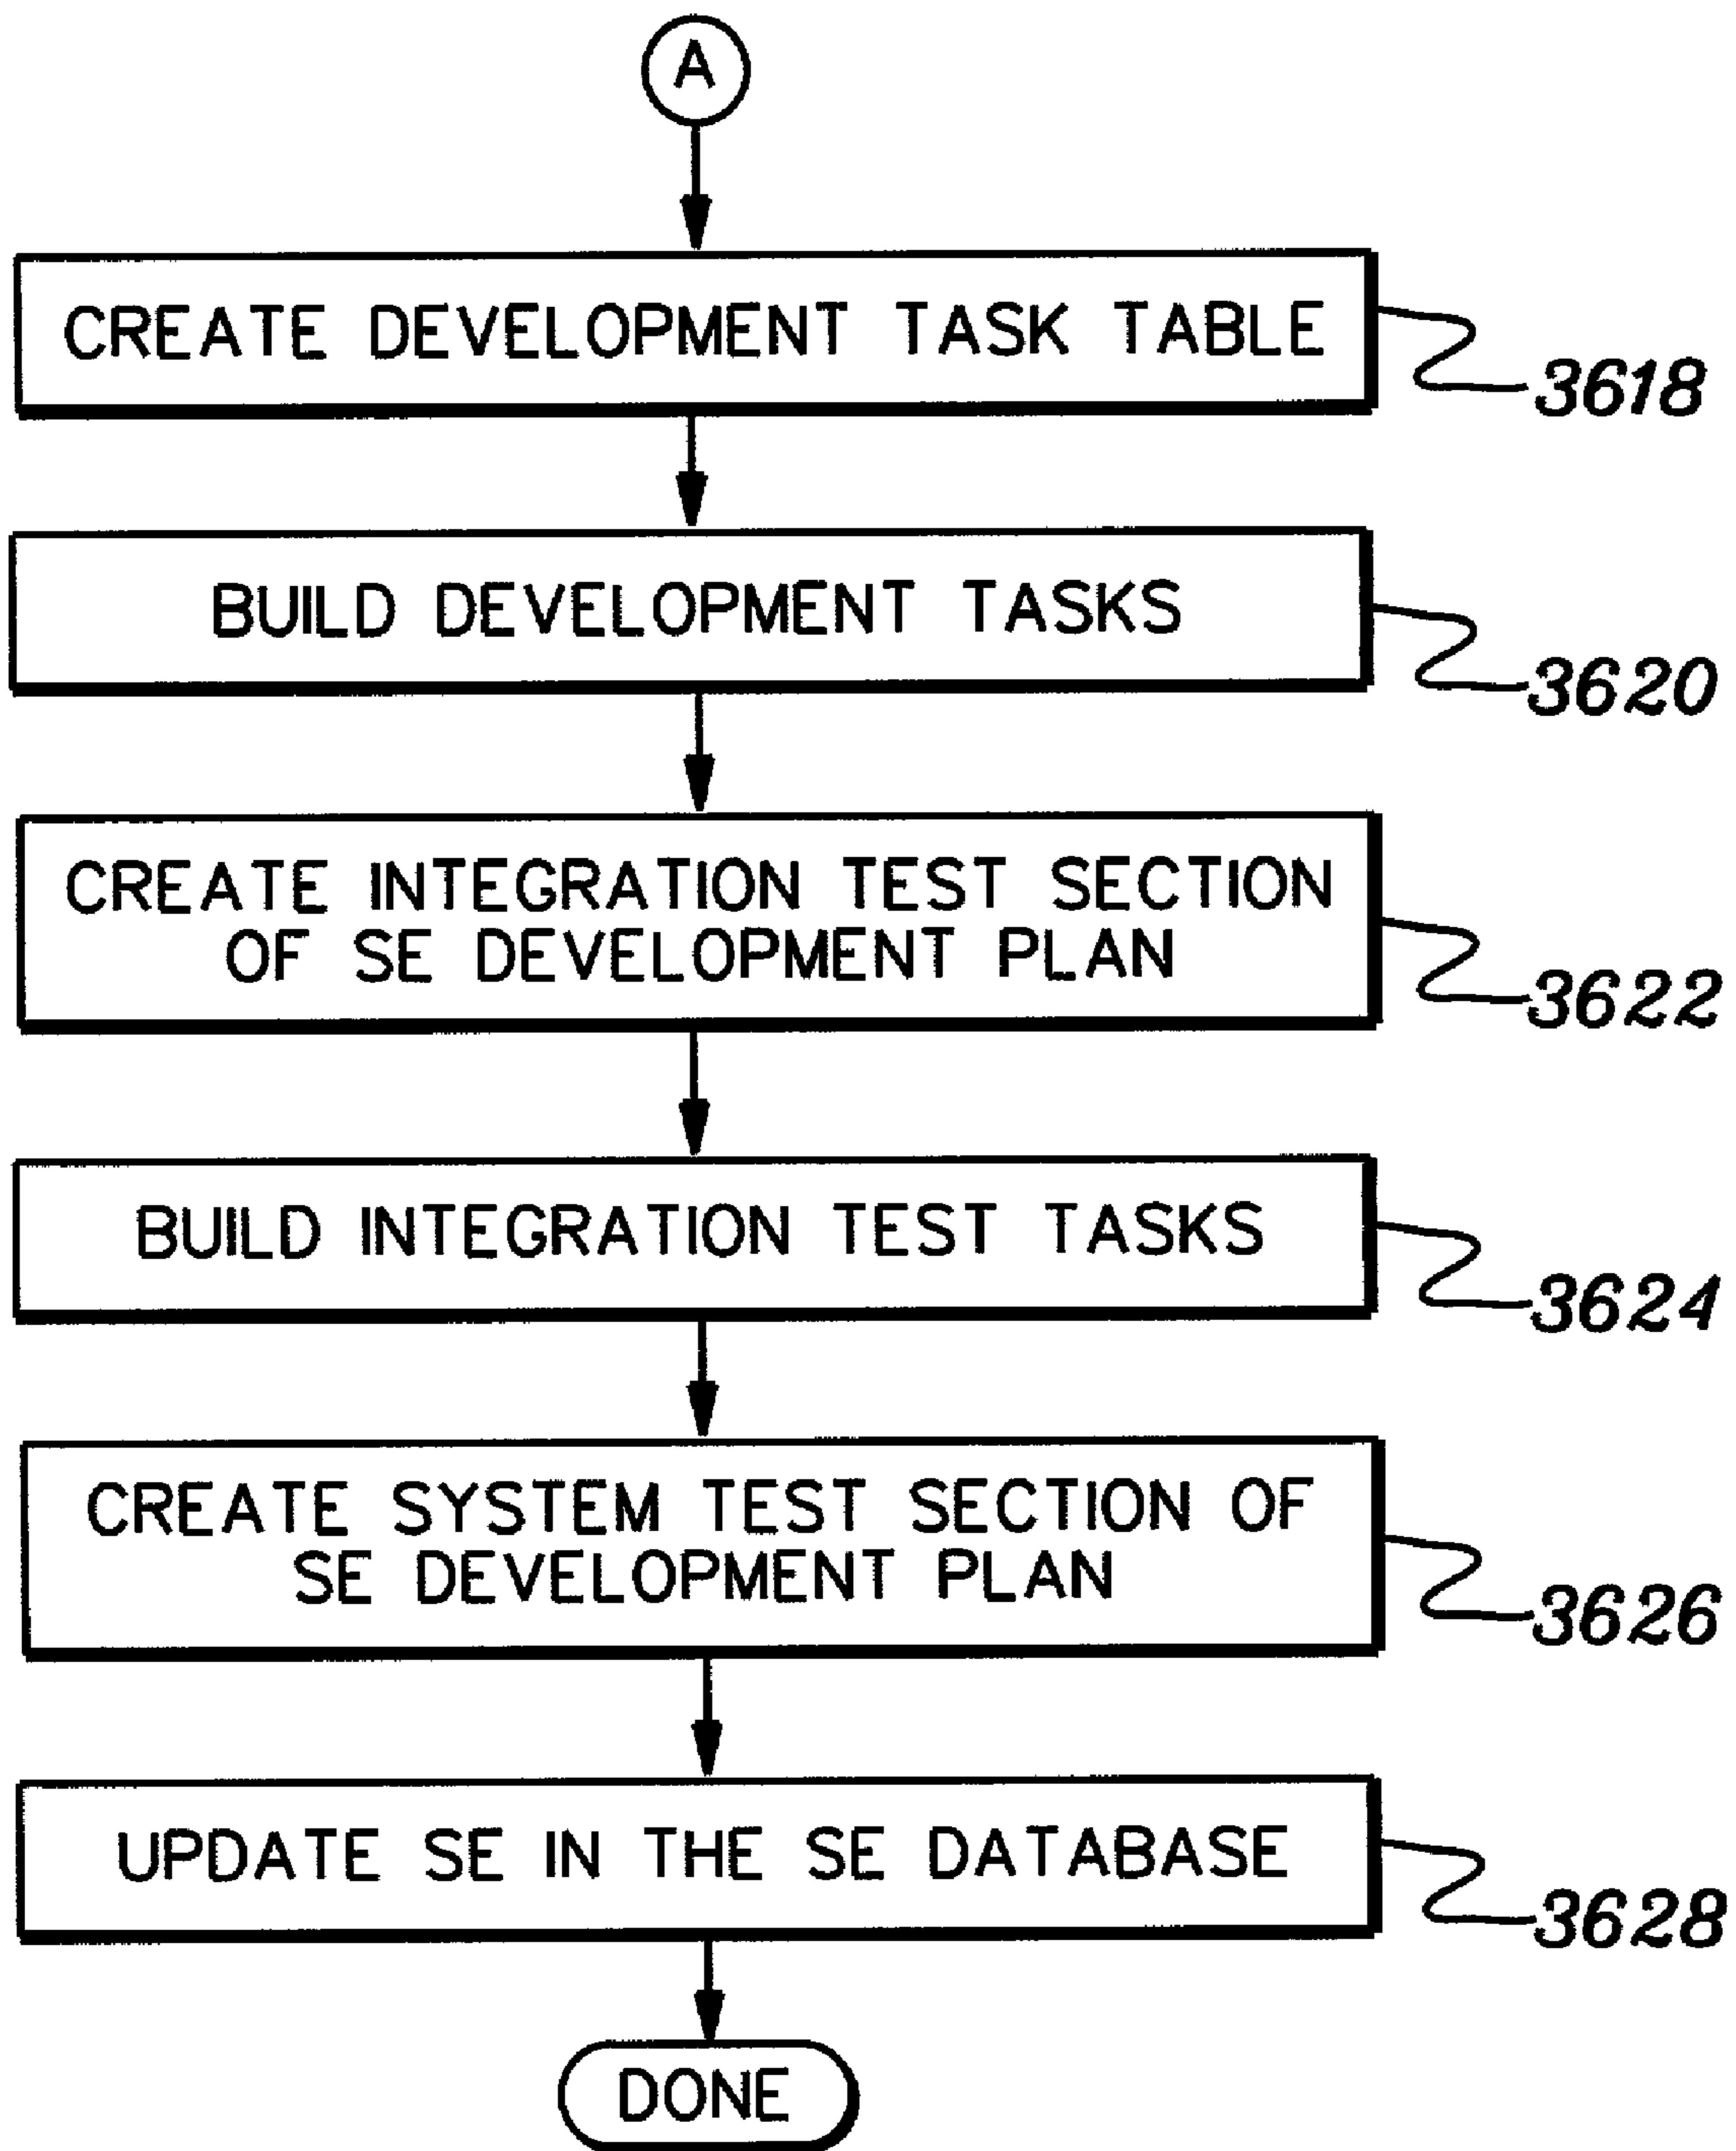 A
CREATE DEVELOPMENT TASK TABLE
3618
BUILD DEVELOPMENT TASKS
3620
CREATE INTEGRATION TEST SECTION
OF SE DEVELOPMENT PLAN
3622
BUILD INTEGRATION TEST TASKS
3624
CREATE SYSTEM TEST SECTION OF
SE DEVELOPMENT PLAN
3626
UPDATE SE IN THE SE DATABASE
3628
DONE